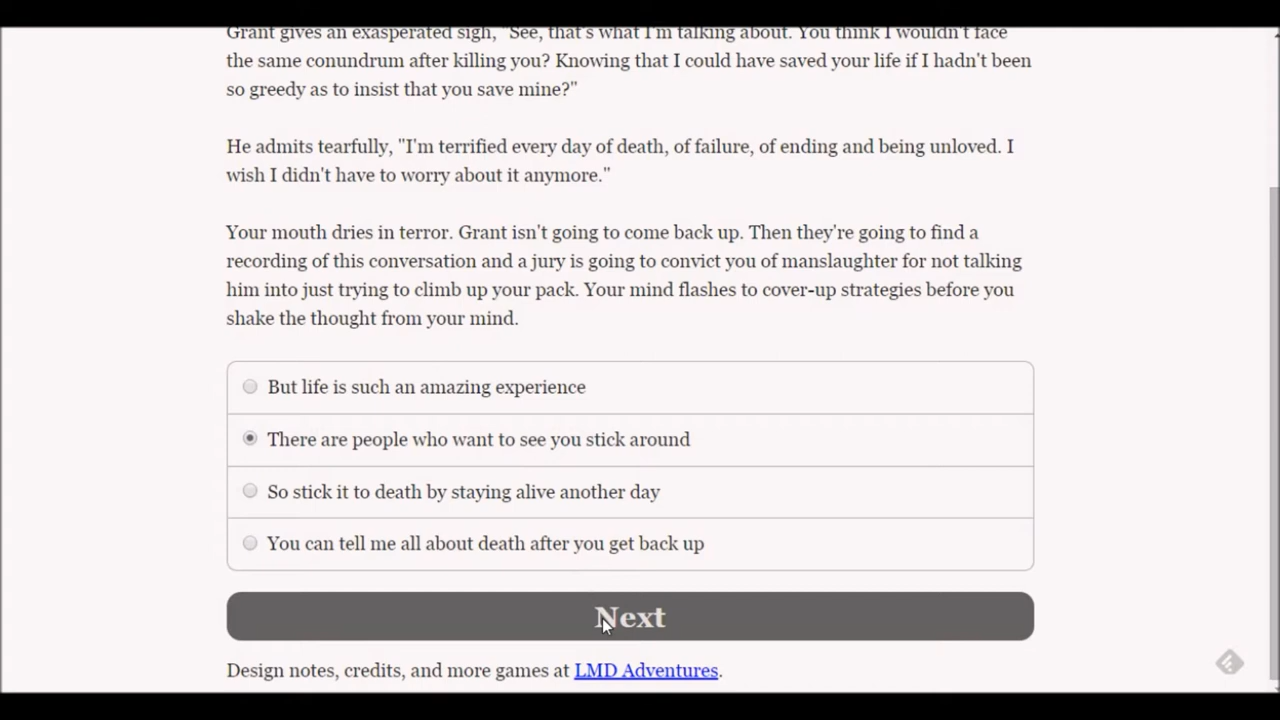 Grant gives an exasperated sigh, "See, that's what I'm talking about. You think I wouldn't face
the same conundrum after killing you? Knowing that I could have saved your life if I hadn't been
so greedy as to insist that you save mine?"
He admits tearfully, "I'm terrified every day of death, of failure, of ending and being unloved. I
wish I didn't have to worry about it anymore."
Your mouth dries in terror. Grant isn't going to come back up. Then they're going to find a
recording of this conversation and a jury is going to convict you of manslaughter for not talking
him into just trying to climb up your pack. Your mind flashes to cover-up strategies before you
shake the thought from your mind.
But life is such an amazing experience
There are people who want to see you stick around
So stick it to death by staying alive another day
You can tell me all about death after you get back up
Next
Design notes, credits, and more games at LMD Adventures.